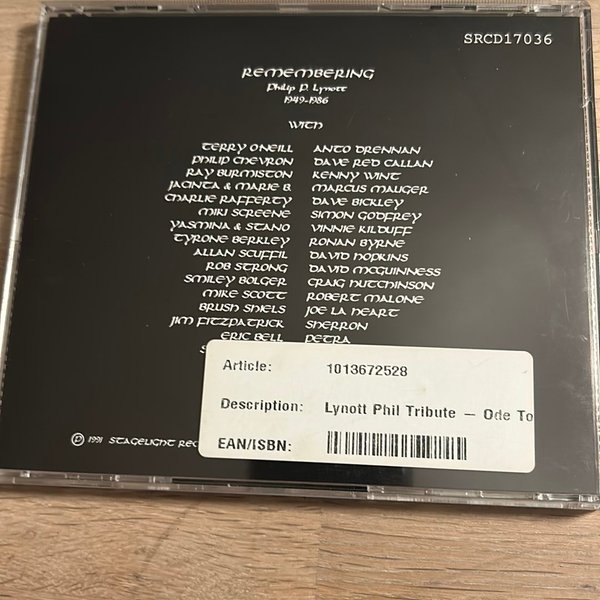 SRCD17036
REMEMBERING
Philip P. Lynott
1949-1986
WITH
TERRY O'NEILL ANTO DRENNAN
PHILIP CHEVRON DAVE RED CALLAN
RAY BURMISTON KENNY WINT
JACINTA & MARIE B. MARCUS MAUGER
CHARLIE RAFFERTY DAVE BICKLEY
MIKI SCREENE SIMON GODFREY
YASMINA & STANO VINNIE KILDUFF
TYRONE BERKLEY RONAN BYRNE
ALLAN SCUFFIL DAVID HOPKINS
ROB STRONG DAVID MCGUINNESS
SMILEY BOLGER CRAIG HUTCHINSON
MIKE SCOTT ROBERT MALONE
BRUSH SHIELS JOE LA HEART
JIM FITZPATRICK SHERRON
ERIC BELL PETRA
Article: 1013672528
Description: Lynott Phil Tribute – Ode To
EAN/ISBN:
℗ 1991 STAGELIGHT REC